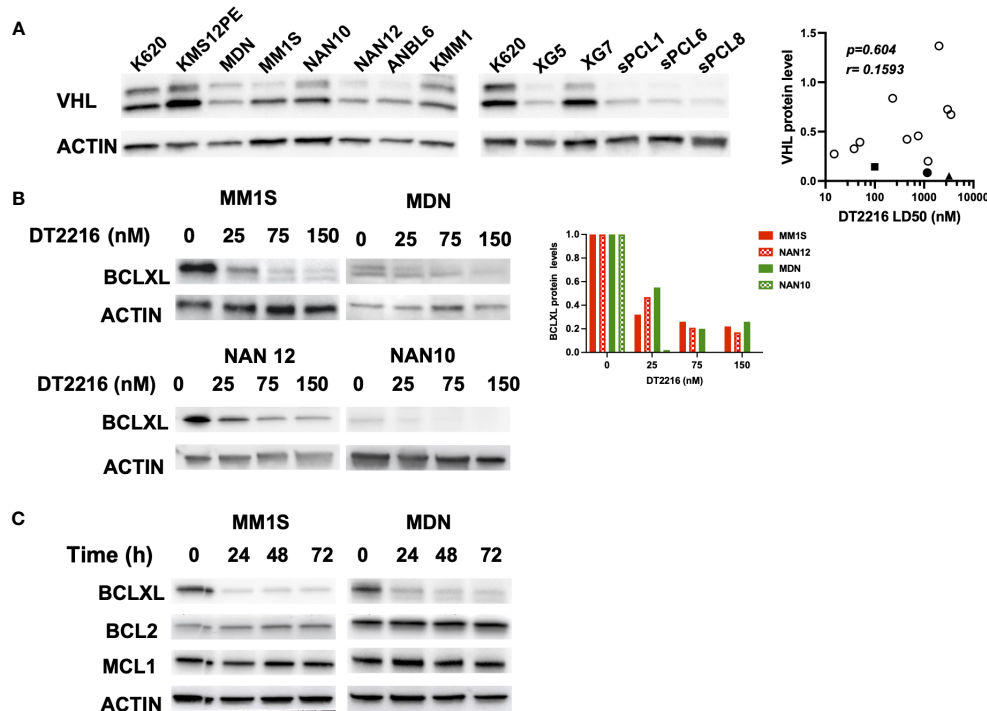 A
K620 KMS12PE MDN MM1S NAN10 NAN12 ANBL6 KMM1
K620 XG5 XG7 sPCL1 sPCL6 sPCL8
VHL
ACTIN
VHL protein level
1.5
1.0
0.5
0.0
p=0.604
r= 0.1593
10 100 1000 10000
DT2216 LD50 (nM)
B
MM1S MDN
DT2216 (nM) 0 25 75 150 0 25 75 150
BCLXL
ACTIN
NAN 12 NAN10
DT2216 (nM) 0 25 75 150 0 25 75 150
BCLXL
ACTIN
BCLXL protein levels
1.0
0.8
0.6
0.4
0.2
0.0
0 25 75 150
DT2216 (nM)
MM1S
NAN12
MDN
NAN10
C
MM1S MDN
Time (h) 0 24 48 72 0 24 48 72
BCLXL
BCL2
MCL1
ACTIN